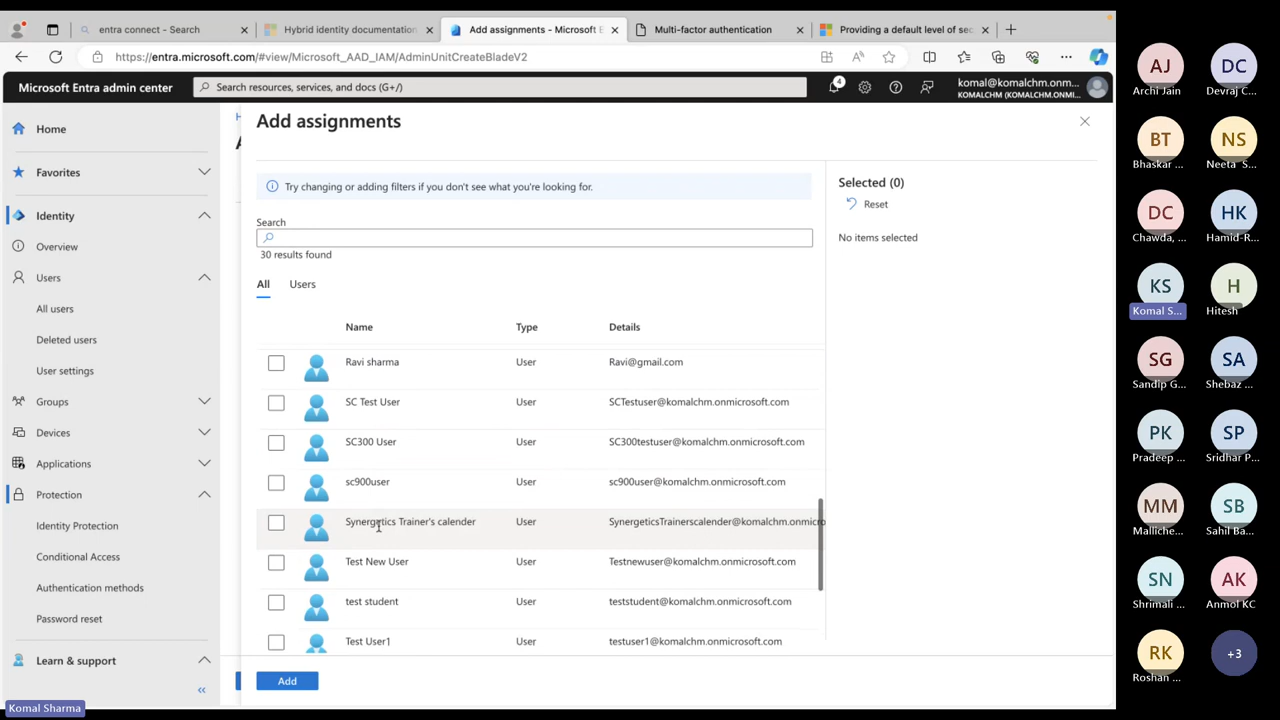 entra connect - Search
Hybrid identity documentation
Add assignments - Microsoft E
Multi-factor authentication
Providing a default level of sec
https://entra.microsoft.com/#view/Microsoft_AAD_IAM/AdminUnitCreateBladeV2
Microsoft Entra admin center
Search resources, services, and docs (G+/)
4
komal@komalchm.onm...
KOMALCHM (KOMALCHM.ONMI...
Home
Favorites
Identity
Overview
Users
All users
Deleted users
User settings
Groups
Devices
Applications
Protection
Identity Protection
Conditional Access
Authentication methods
Password reset
Learn & support
H
A
Add assignments
Try changing or adding filters if you don't see what you're looking for.
Search
30 results found
All Users
Name Type Details
Ravi sharma User Ravi@gmail.com
SC Test User User SCTestuser@komalchm.onmicrosoft.com
SC300 User User SC300testuser@komalchm.onmicrosoft.com
sc900user User sc900user@komalchm.onmicrosoft.com
Synergetics Trainer's calender User SynergeticsTrainerscalender@komalchm.onmicro
Test New User User Testnewuser@komalchm.onmicrosoft.com
test student User teststudent@komalchm.onmicrosoft.com
Test User1 User testuser1@komalchm.onmicrosoft.com
Add
Selected (0)
Reset
No items selected
AJ DC
Archi Jain Devraj C...
BT NS
Bhaskar ... Neeta S...
DC HK
Chawda, ... Hamid-R...
KS H
Komal S... Hitesh
SG SA
Sandip G... Shebaz ...
PK SP
Pradeep ... Sridhar P...
MM SB
Malliche... Sahil Ba...
SN AK
Shrimali ... Anmol KC
RK +3
Roshan ...
Komal Sharma